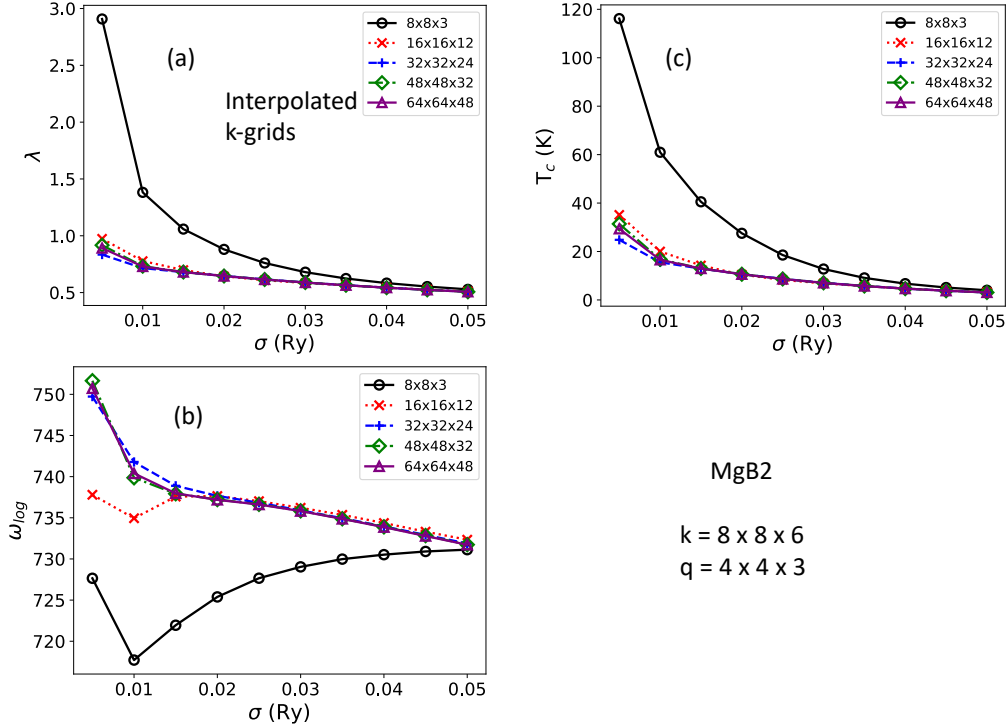 3.0
2.5
2.0
1.5
1.0
0.5
λ
(a)
Interpolated
k-grids
8x8x3
16x16x12
32x32x24
48x48x32
64x64x48
0.01
0.02
0.03
0.04
0.05
σ (Ry)
120
100
80
60
40
20
0
T_c (K)
(c)
8x8x3
16x16x12
32x32x24
48x48x32
64x64x48
0.01
0.02
0.03
0.04
0.05
σ (Ry)
750
745
740
735
730
725
720
ω_log
(b)
8x8x3
16x16x12
32x32x24
48x48x32
64x64x48
0.01
0.02
0.03
0.04
0.05
σ (Ry)
MgB2
k = 8 x 8 x 6
q = 4 x 4 x 3